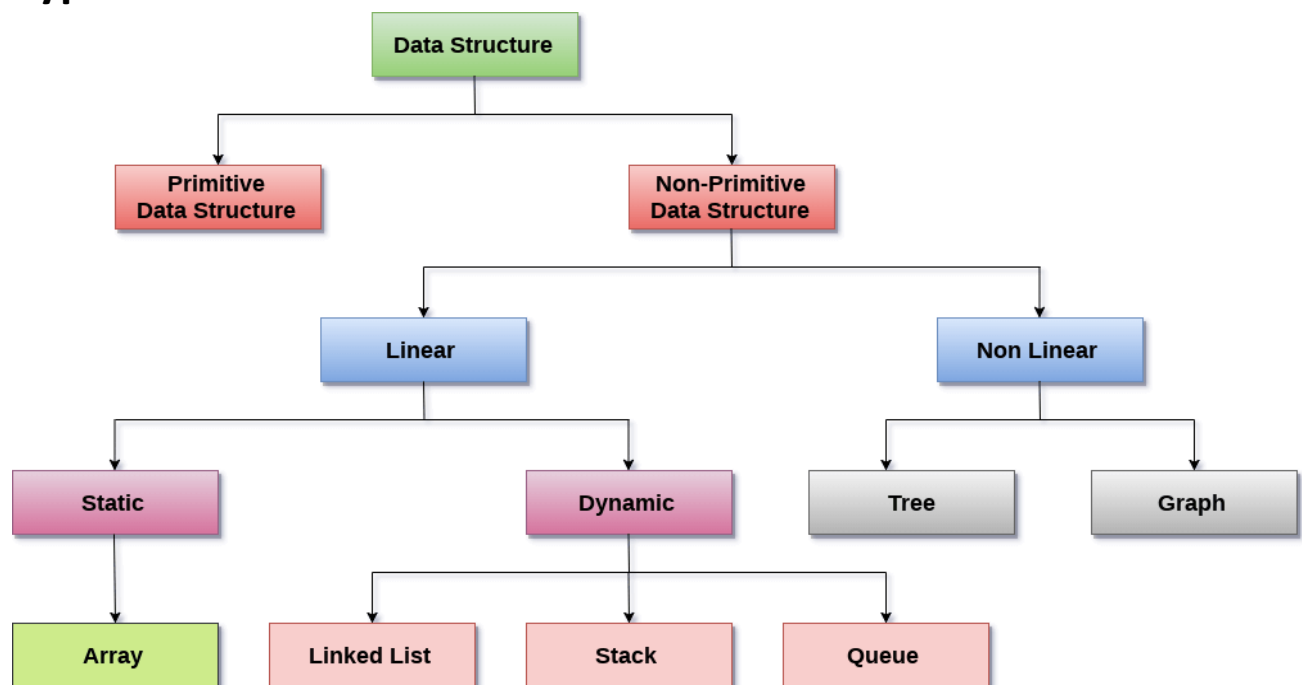 Data Structure
Primitive
Data Structure
Non-Primitive
Data Structure
Linear
Non Linear
Static
Dynamic
Tree
Graph
Array
Linked List
Stack
Queue